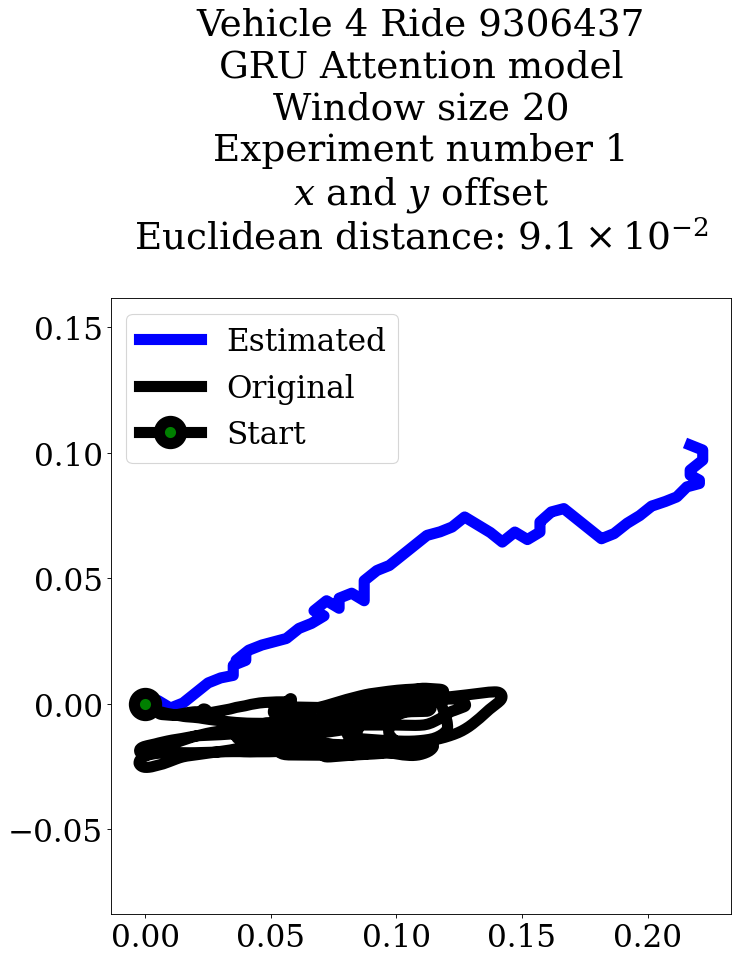 Vehicle 4 Ride 9306437
GRU Attention model
Window size 20
Experiment number 1
x and y offset
Euclidean distance: 9.1 × 10⁻²
Estimated
Original
Start
0.15
0.10
0.05
0.00
−0.05
0.00 0.05 0.10 0.15 0.20